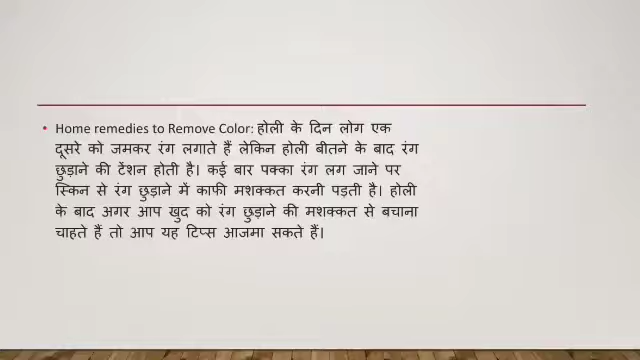 • Home remedies to Remove Color: होली के दिन लोग एक
दूसरे को जमकर रंग लगाते हैं लेकिन होली बीतने के बाद रंग
छुड़ाने की टेंशन होती है। कई बार पक्का रंग लग जाने पर
स्किन से रंग छुड़ाने में काफी मशक्कत करनी पड़ती है। होली
के बाद अगर आप खुद को रंग छुड़ाने की मशक्कत से बचाना
चाहते हैं तो आप यह टिप्स आजमा सकते हैं।